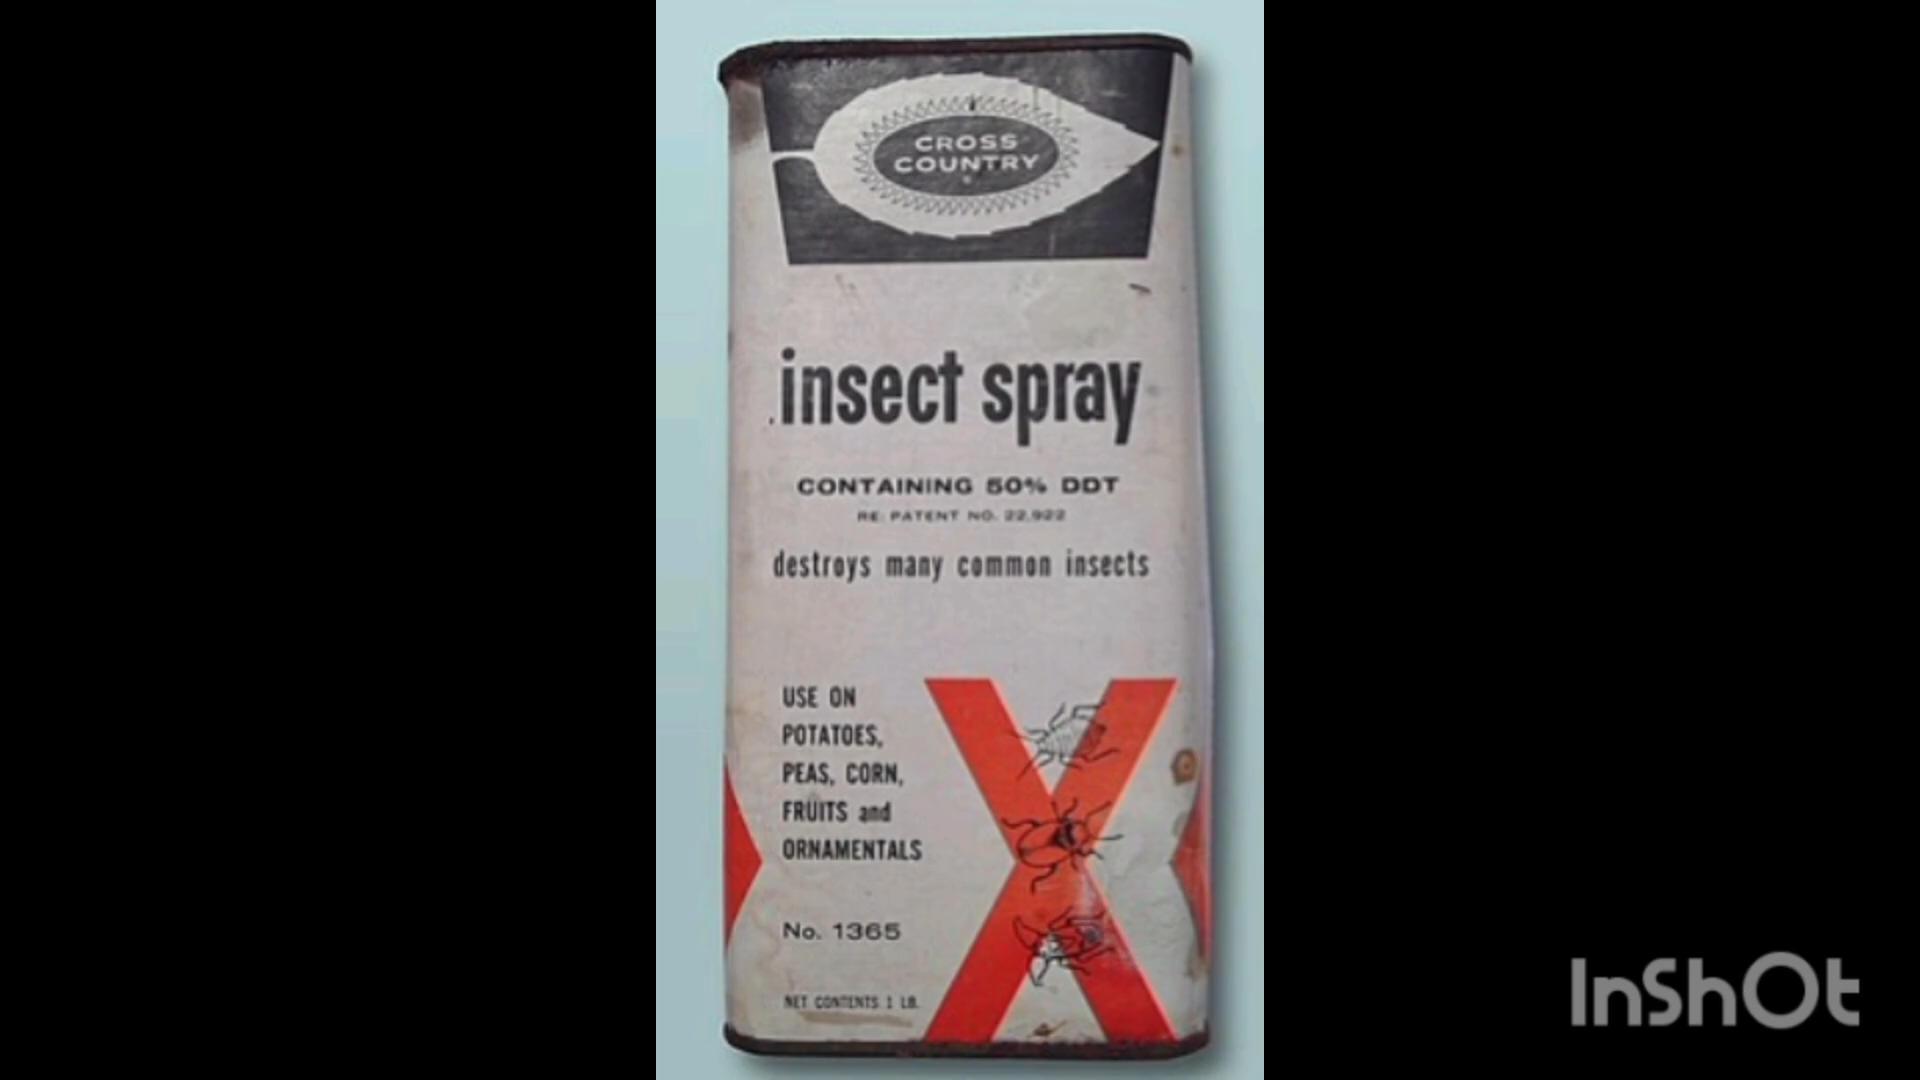 CROSS
COUNTRY
insect spray
CONTAINING 50% DDT
RE: PATENT NO. 22,922
destroys many common insects
USE ON
POTATOES,
PEAS, CORN,
FRUITS and
ORNAMENTALS
No. 1365
NET CONTENTS 1 LB.
InShOt